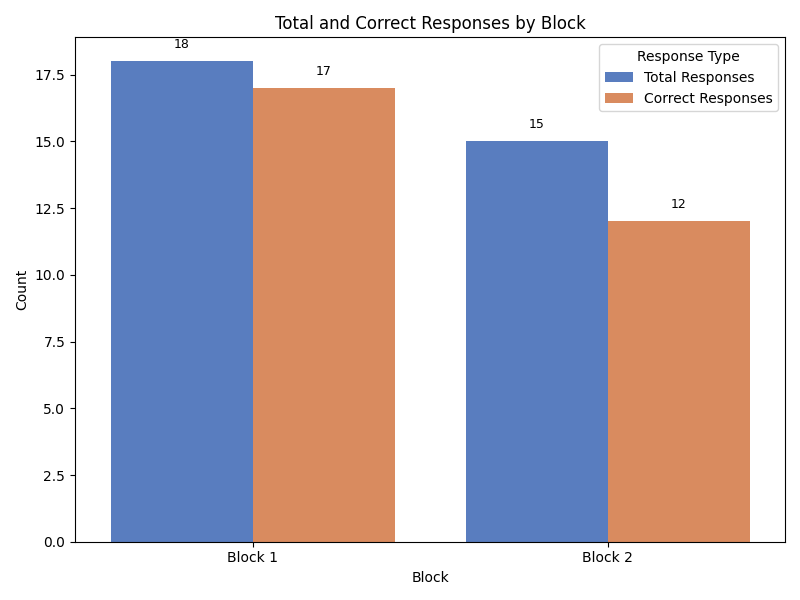 Total and Correct Responses by Block
18
17
15
12
Response Type
Total Responses
Correct Responses
17.5
15.0
12.5
10.0
7.5
5.0
2.5
0.0
Count
Block 1
Block 2
Block